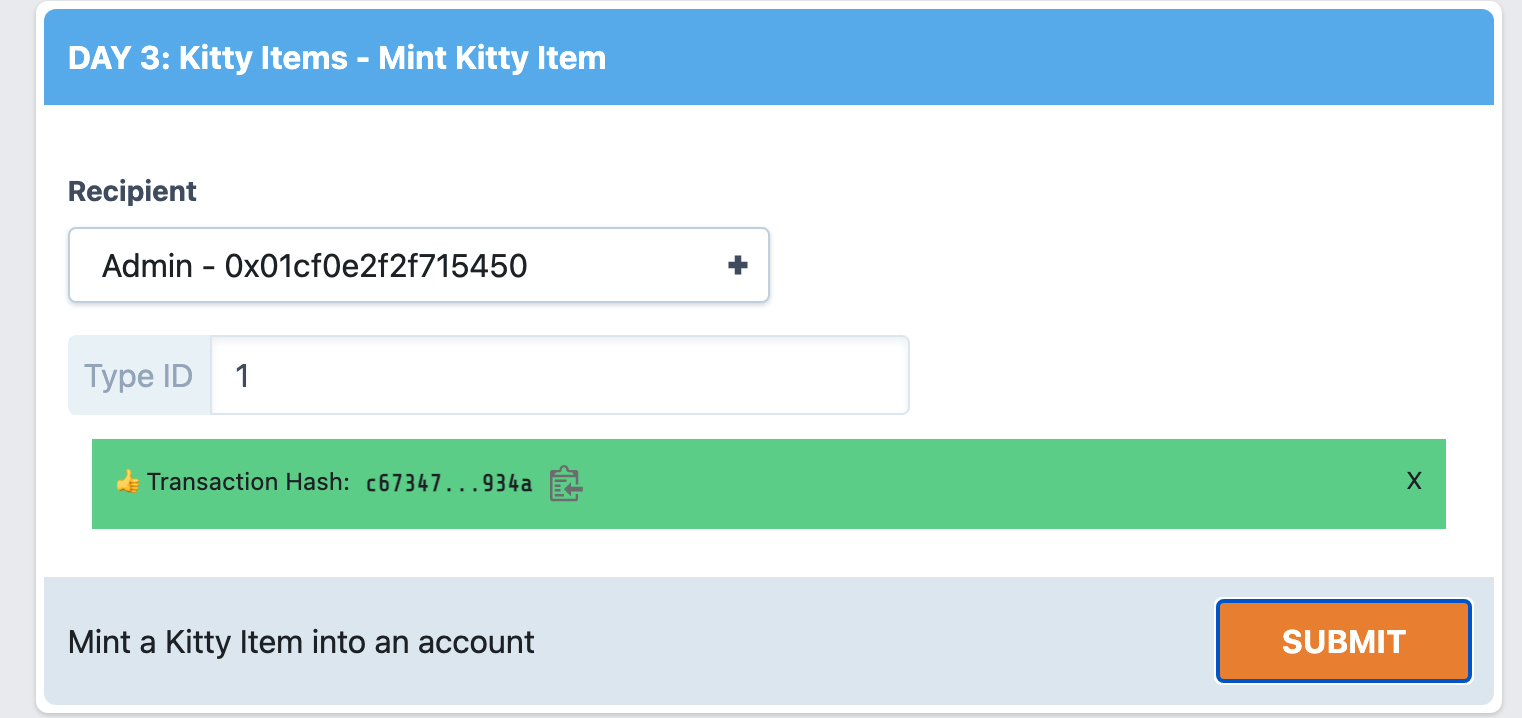 DAY 3: Kitty Items - Mint Kitty Item
Recipient
Admin - 0x01cf0e2f2f715450
Type ID 1
👍 Transaction Hash: c67347...934a X
Mint a Kitty Item into an account SUBMIT